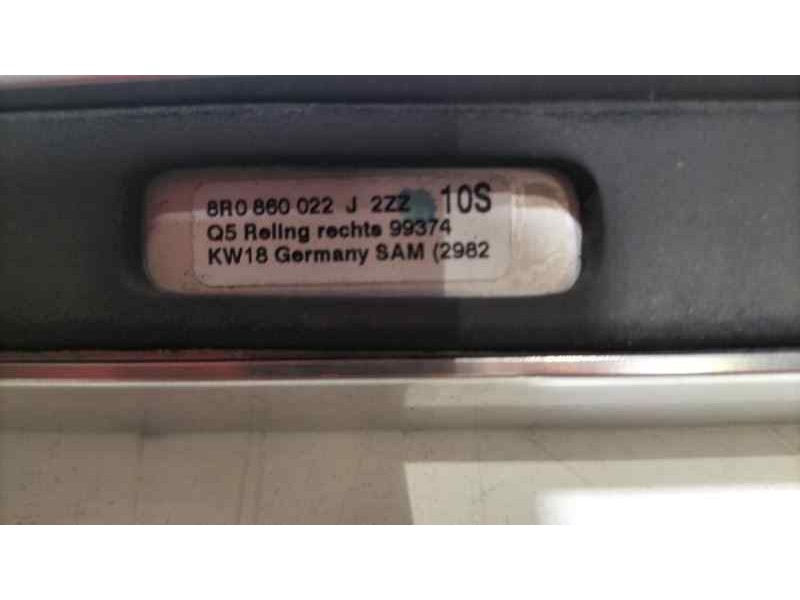 8R0 860 022 J 2ZZ 10S
Q5 Reling rechts 99374
KW18 Germany SAM (2982